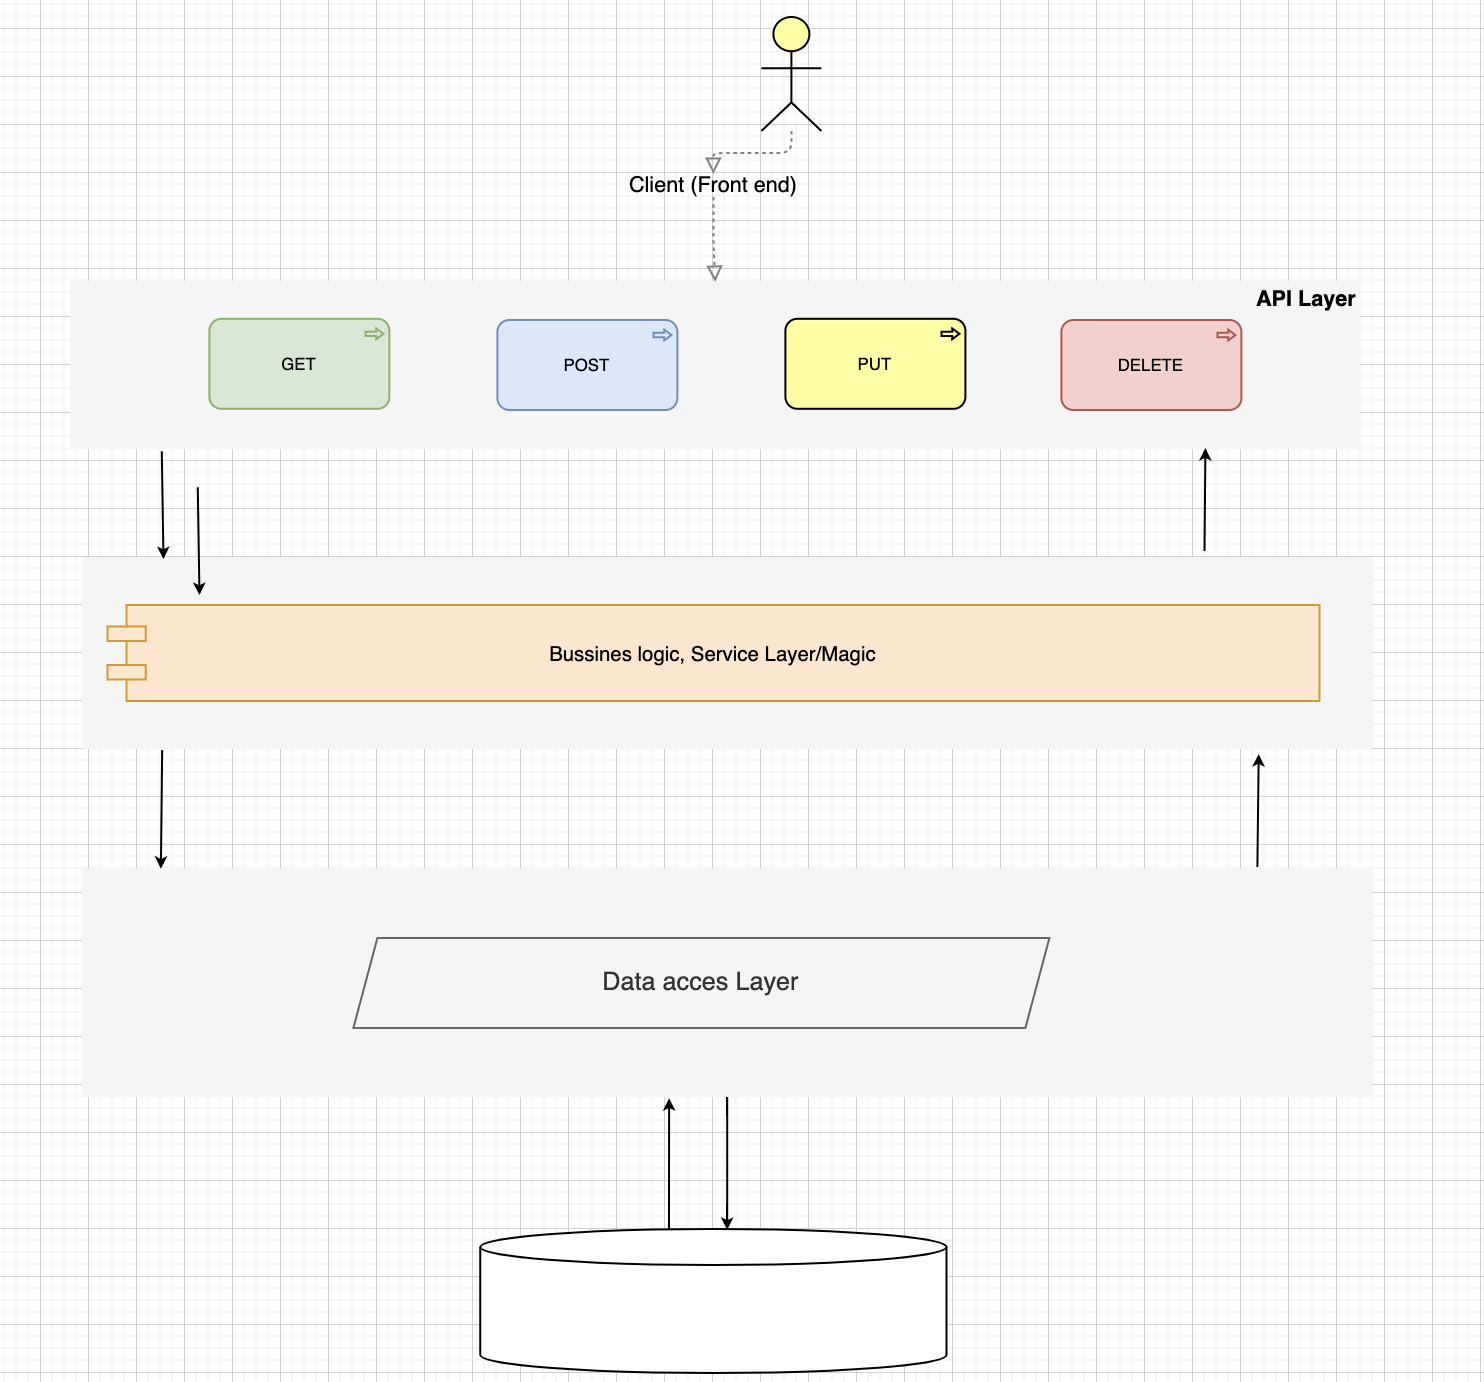 Client (Front end)
API Layer
GET
POST
PUT
DELETE
Bussines logic, Service Layer/Magic
Data acces Layer